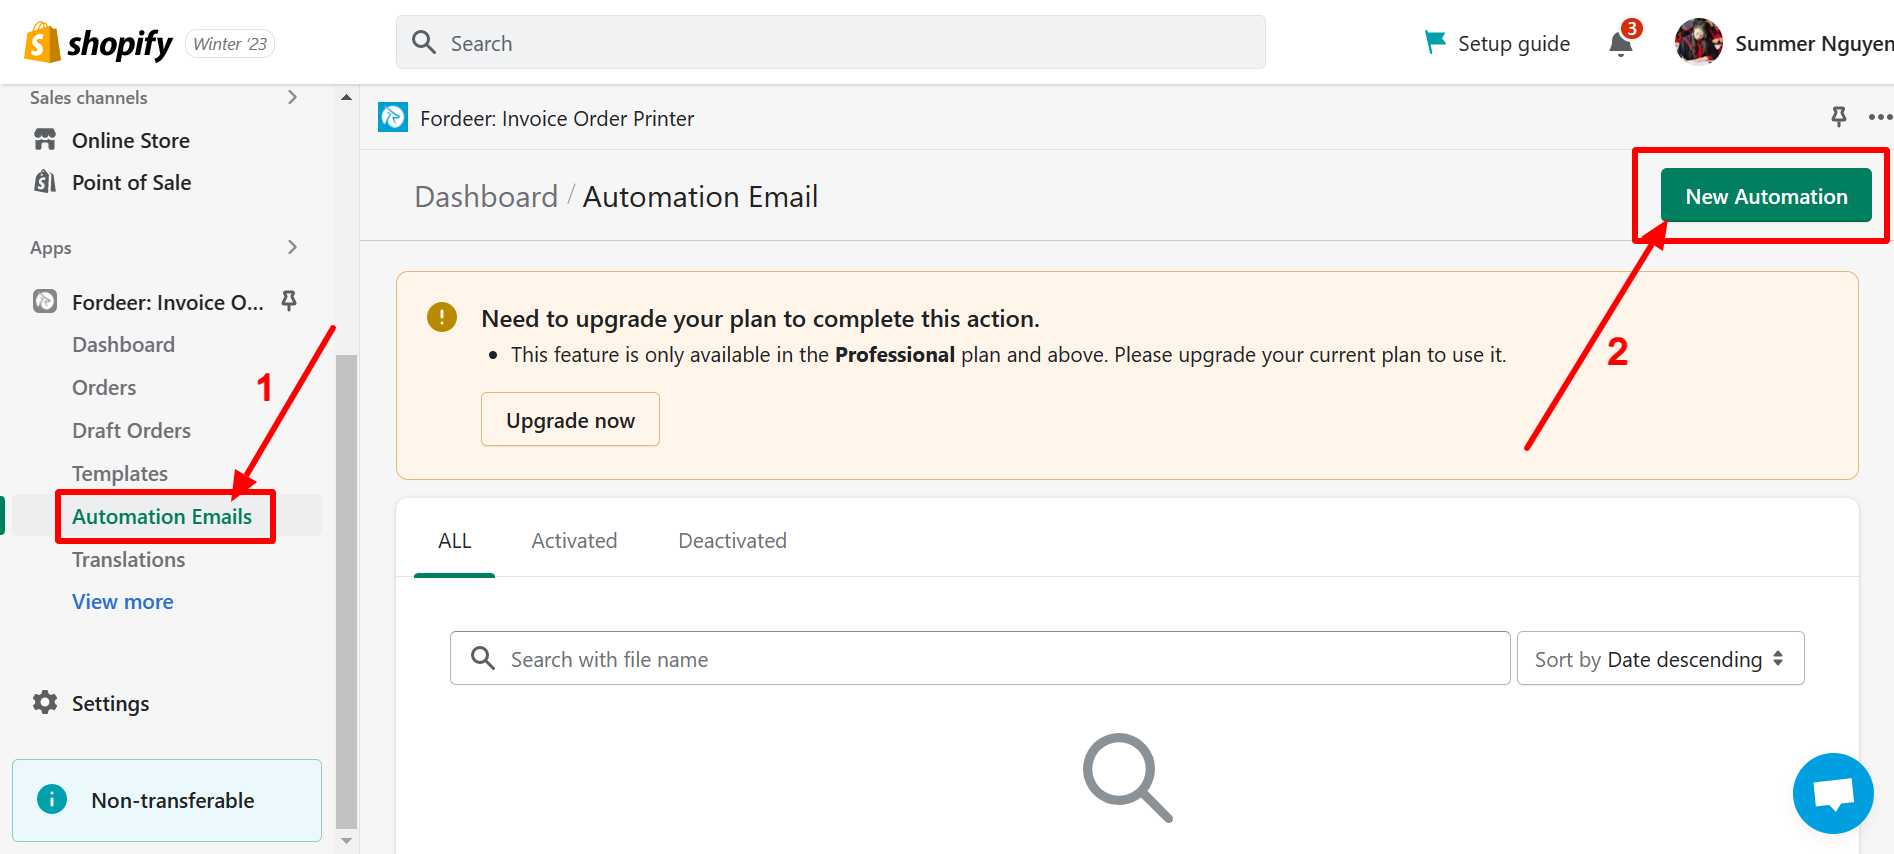 shopify Winter '23
Search
Setup guide
3
Summer Nguyen
Sales channels
Online Store
Point of Sale
Apps
Fordeer: Invoice O...
Dashboard
Orders
Draft Orders
Templates
Automation Emails
Translations
View more
Settings
Non-transferable
1
Fordeer: Invoice Order Printer
Dashboard / Automation Email
New Automation
2
Need to upgrade your plan to complete this action.
• This feature is only available in the Professional plan and above. Please upgrade your current plan to use it.
Upgrade now
ALL Activated Deactivated
Search with file name
Sort by Date descending